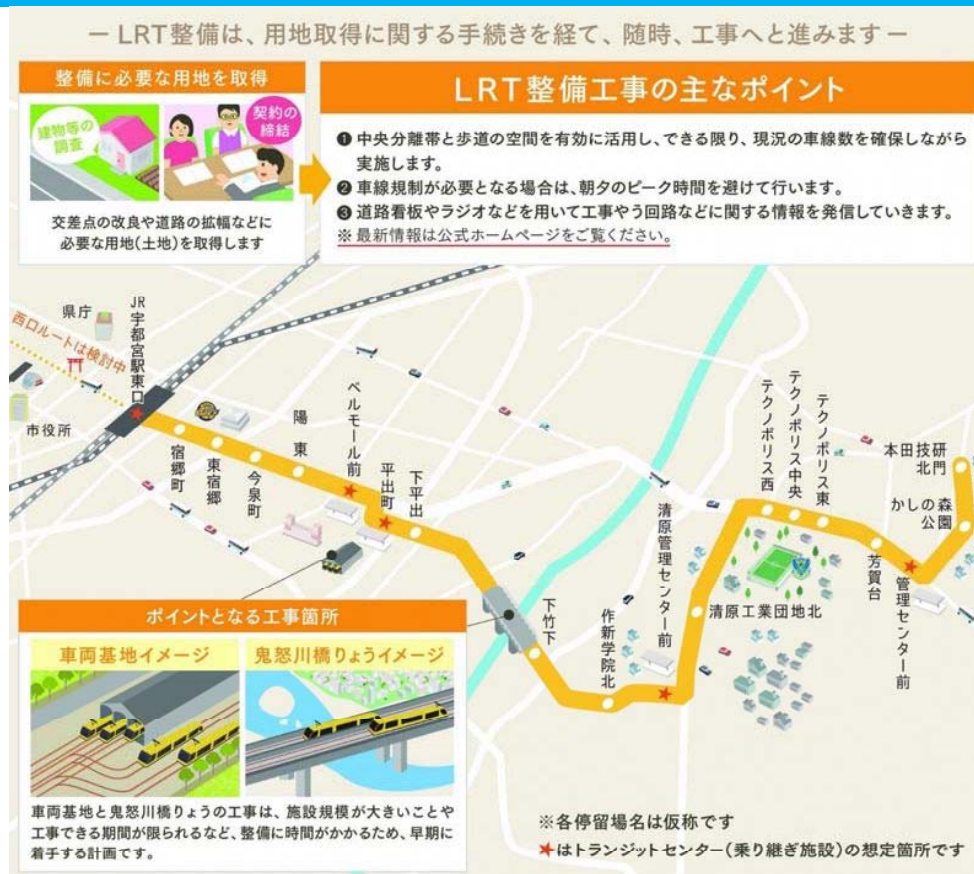 ― LRT整備は、用地取得に関する手続きを経て、随時、工事へと進みます ―
整備に必要な用地を取得
建物等の
調査
契約の
締結
交差点の改良や道路の拡幅などに
必要な用地(土地)を取得します
LRT整備工事の主なポイント
❶ 中央分離帯と歩道の空間を有効に活用し、できる限り、現況の車線数を確保しながら
実施します。
❷ 車線規制が必要となる場合は、朝夕のピーク時間を避けて行います。
❸ 道路看板やラジオなどを用いて工事やう回路などに関する情報を発信していきます。
※ 最新情報は公式ホームページをご覧ください。
県庁
西口ルートは検討中
市役所
JR宇都宮駅東口
宿郷町
東宿郷
今泉町
陽東
ベルモール前
平出町
下平出
下竹下
作新学院北
清原管理センター前
清原工業団地北
テクノポリス西
テクノポリス中央
テクノポリス東
芳賀台
管理センター前
かしの森
公園
本田技研
北門
ポイントとなる工事箇所
車両基地イメージ
鬼怒川橋りょうイメージ
車両基地と鬼怒川橋りょうの工事は、施設規模が大きいことや
工事できる期間が限られるなど、整備に時間がかかるため、早期に
着手する計画です。
※各停留場名は仮称です
★はトランジットセンター(乗り継ぎ施設)の想定箇所です